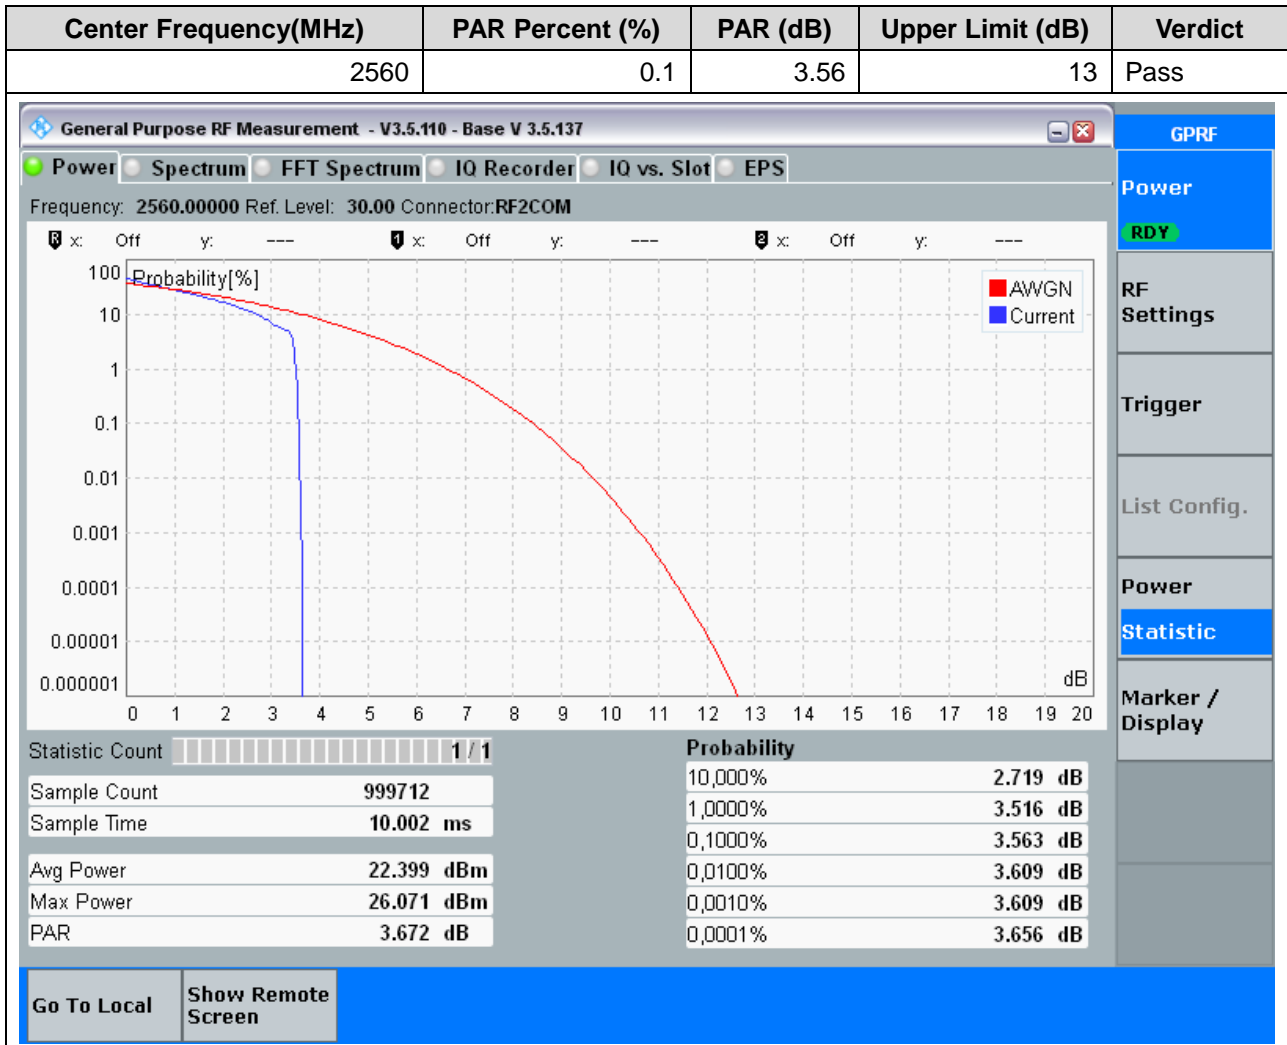 Center Frequency(MHz) PAR Percent (%) PAR (dB) Upper Limit (dB) Verdict
2560 0.1 3.56 13 Pass
General Purpose RF Measurement - V3.5.110 - Base V 3.5.137
GPRF
Power Spectrum FFT Spectrum IQ Recorder IQ vs. Slot EPS
Power
RDY
Frequency: 2560.00000 Ref. Level: 30.00 Connector:RF2COM
R x: Off y: --- 1 x: Off y: --- 2 x: Off y: ---
Probability[%]
AWGN
Current
100
10
1
0.1
0.01
0.001
0.0001
0.00001
0.000001
dB
0 1 2 3 4 5 6 7 8 9 10 11 12 13 14 15 16 17 18 19 20
RF
Settings
Trigger
List Config.
Power
Statistic
Marker /
Display
Statistic Count 1 / 1
Sample Count 999712
Sample Time 10.002 ms
Avg Power 22.399 dBm
Max Power 26.071 dBm
PAR 3.672 dB
Probability
10,000% 2.719 dB
1,0000% 3.516 dB
0,1000% 3.563 dB
0,0100% 3.609 dB
0,0010% 3.609 dB
0,0001% 3.656 dB
Go To Local
Show Remote
Screen